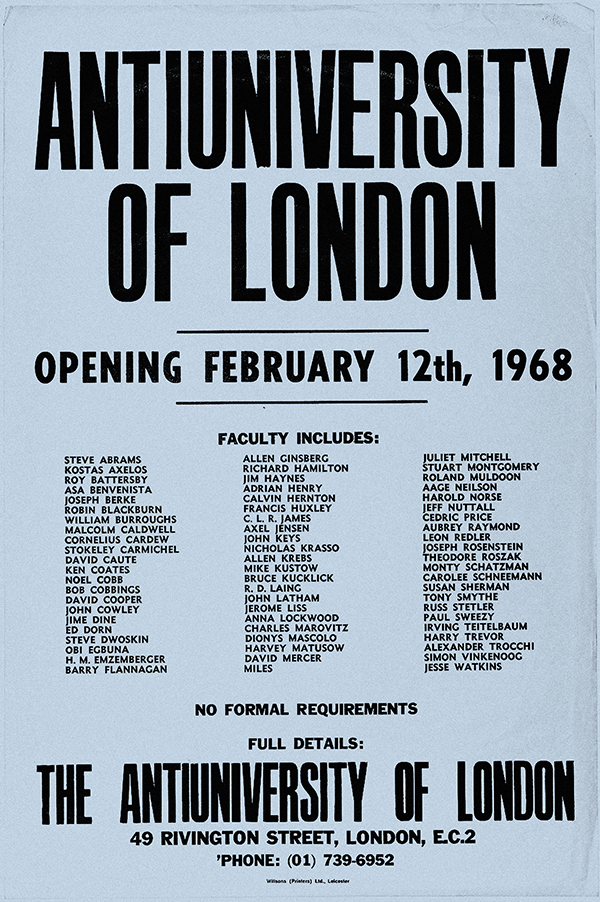 ANTIUNIVERSITY
OF LONDON
OPENING FEBRUARY 12th, 1968
FACULTY INCLUDES:
STEVE ABRAMS
KOSTAS AXELOS
ROY BATTERSBY
ASA BENVENISTA
JOSEPH BERKE
ROBIN BLACKBURN
WILLIAM BURROUGHS
MALCOLM CALDWELL
CORNELIUS CARDEW
STOKELEY CARMICHEL
DAVID CAUTE
KEN COATES
NOEL COBB
BOB COBBINGS
DAVID COOPER
JOHN COWLEY
JIME DINE
ED DORN
STEVE DWOSKIN
OBI EGBUNA
H. M. EMZEMBERGER
BARRY FLANNAGAN
ALLEN GINSBERG
RICHARD HAMILTON
JIM HAYNES
ADRIAN HENRY
CALVIN HERNTON
FRANCIS HUXLEY
C. L. R. JAMES
AXEL JENSEN
JOHN KEYS
NICHOLAS KRASSO
ALLEN KREBS
MIKE KUSTOW
BRUCE KUCKLICK
R. D. LAING
JOHN LATHAM
JEROME LISS
ANNA LOCKWOOD
CHARLES MAROVITZ
DIONYS MASCOLO
HARVEY MATUSOW
DAVID MERCER
MILES
JULIET MITCHELL
STUART MONTGOMERY
ROLAND MULDOON
AAGE NEILSON
HAROLD NORSE
JEFF NUTTALL
CEDRIC PRICE
AUBREY RAYMOND
LEON REDLER
JOSEPH ROSENSTEIN
THEODORE ROSZAK
MONTY SCHATZMAN
CAROLEE SCHNEEMANN
SUSAN SHERMAN
TONY SMYTHE
RUSS STETLER
PAUL SWEEZY
IRVING TEITELBAUM
HARRY TREVOR
ALEXANDER TROCCHI
SIMON VINKENOOG
JESSE WATKINS
NO FORMAL REQUIREMENTS
FULL DETAILS:
THE ANTIUNIVERSITY OF LONDON
49 RIVINGTON STREET, LONDON, E.C.2
'PHONE: (01) 739-6952
Willsons (Printers) Ltd., Leicester